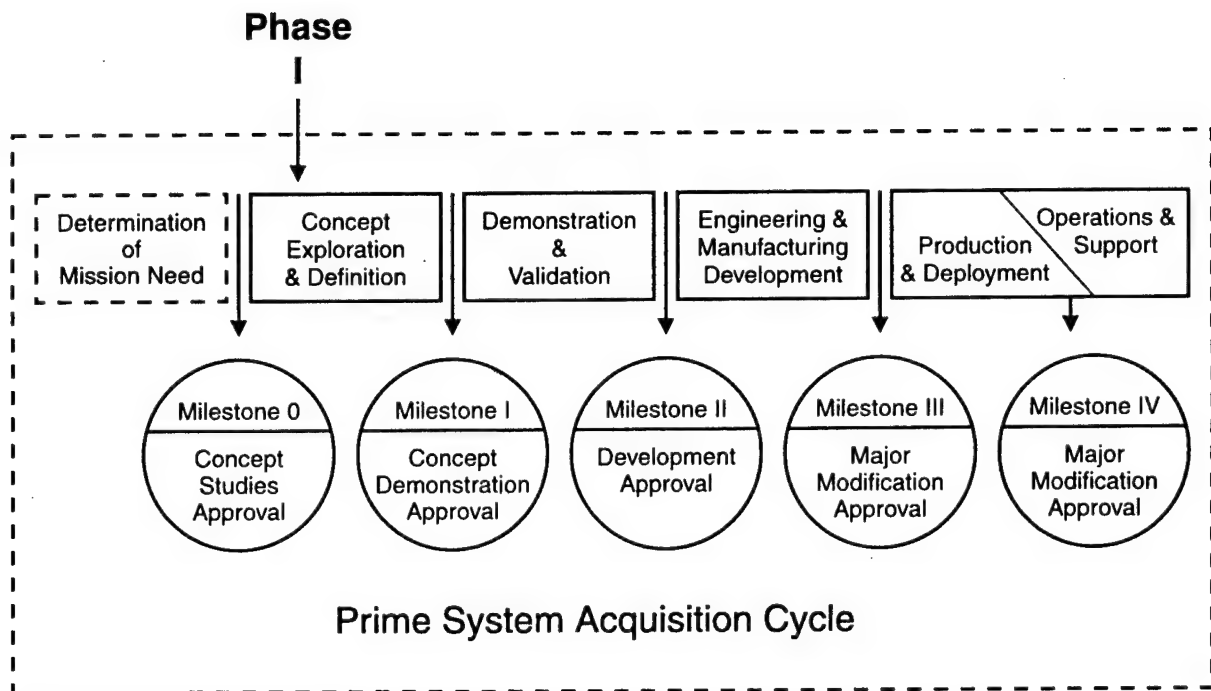 Phase
Determination
of
Mission Need
Concept
Exploration
& Definition
Demonstration
&
Validation
Engineering &
Manufacturing
Development
Production
& Deployment
Operations &
Support
Milestone 0
Concept
Studies
Approval
Milestone I
Concept
Demonstration
Approval
Milestone II
Development
Approval
Milestone III
Major
Modification
Approval
Milestone IV
Major
Modification
Approval
Prime System Acquisition Cycle